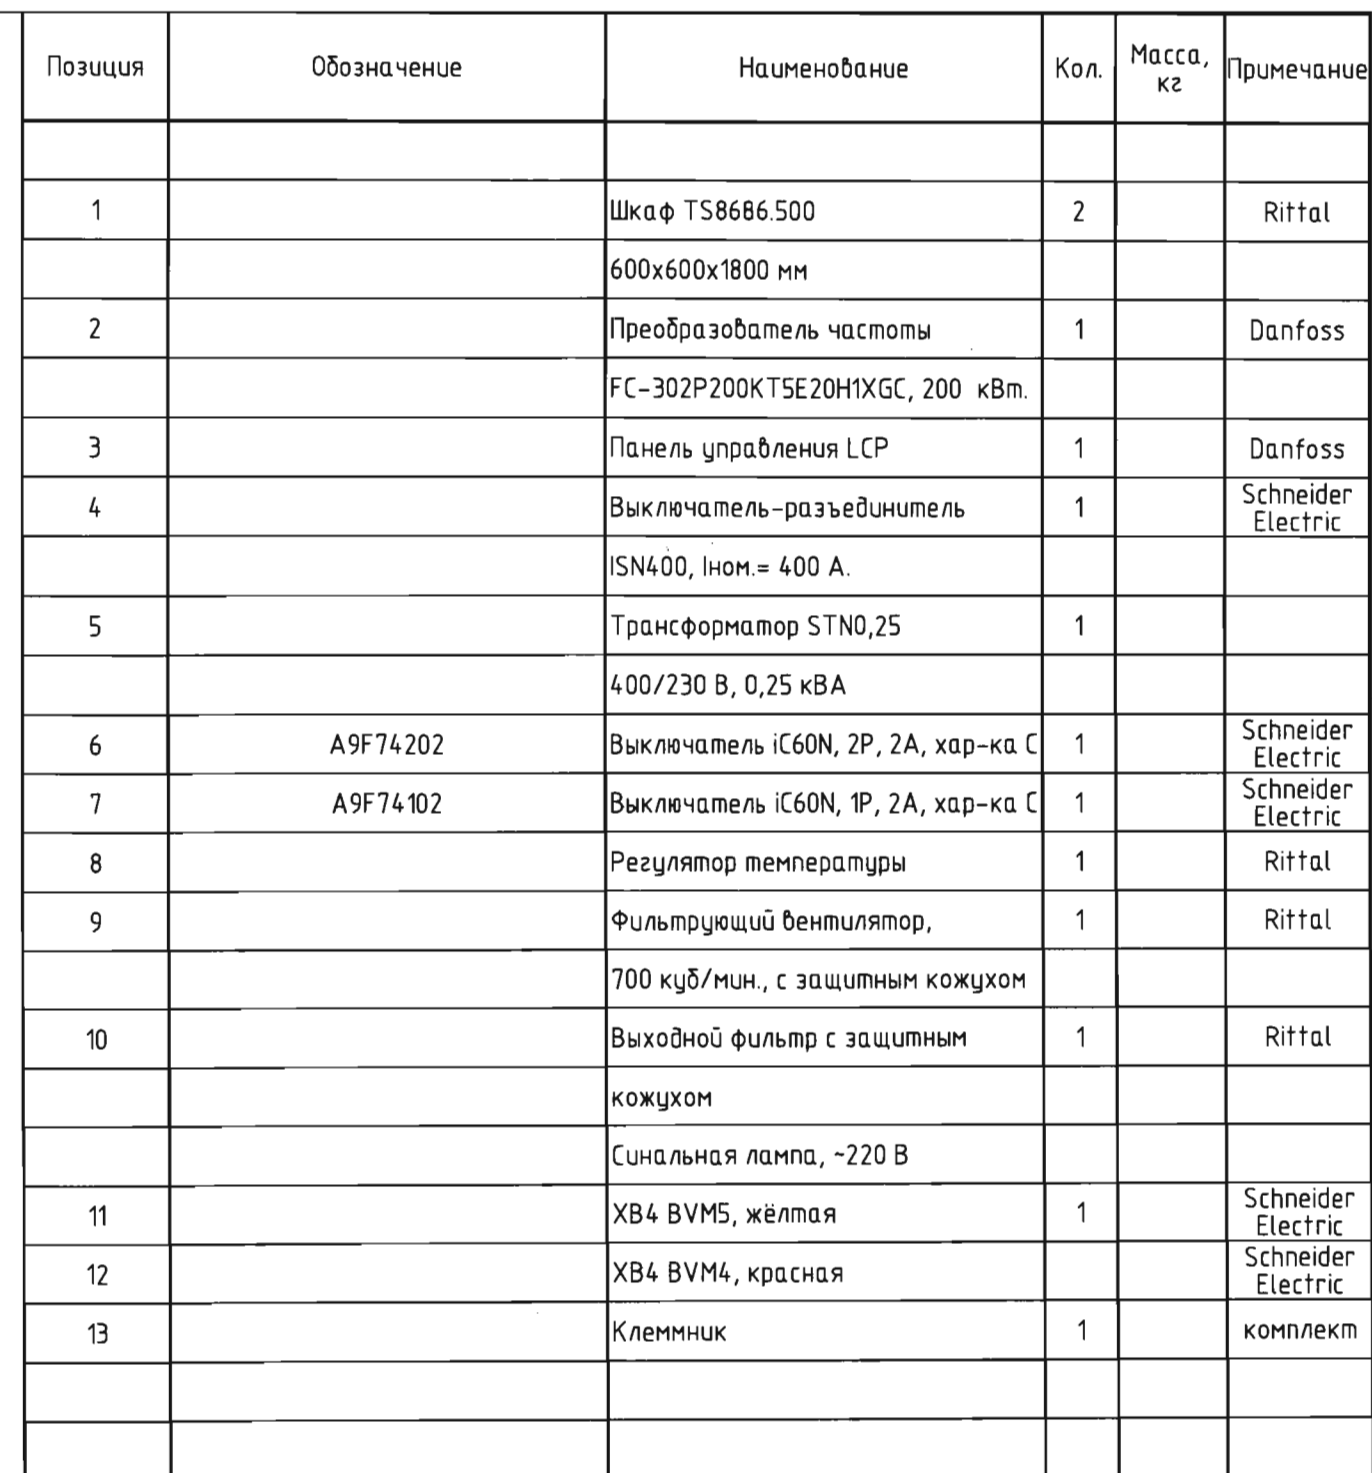 Позиция Обозначение Наименование Кол. Масса, кг Примечание
1 Шкаф TS8686.500 2 Rittal
600x600x1800 мм
2 Преобразователь частоты 1 Danfoss
FC-302P200KT5E20H1XGC, 200 кВт.
3 Панель управления LCP 1 Danfoss
4 Выключатель-разъединитель 1 Schneider Electric
ISN400, Iном.= 400 А.
5 Трансформатор STN0,25 1
400/230 В, 0,25 кВА
6 A9F74202 Выключатель iC60N, 2P, 2A, хар-ка C 1 Schneider Electric
7 A9F74102 Выключатель iC60N, 1P, 2A, хар-ка C 1 Schneider Electric
8 Регулятор температуры 1 Rittal
9 Фильтрующий вентилятор, 1 Rittal
700 куб/мин., с защитным кожухом
10 Выходной фильтр с защитным 1 Rittal
кожухом
Синальная лампа, ~220 В
11 XB4 BVM5, жёлтая 1 Schneider Electric
12 XB4 BVM4, красная Schneider Electric
13 Клеммник 1 комплект